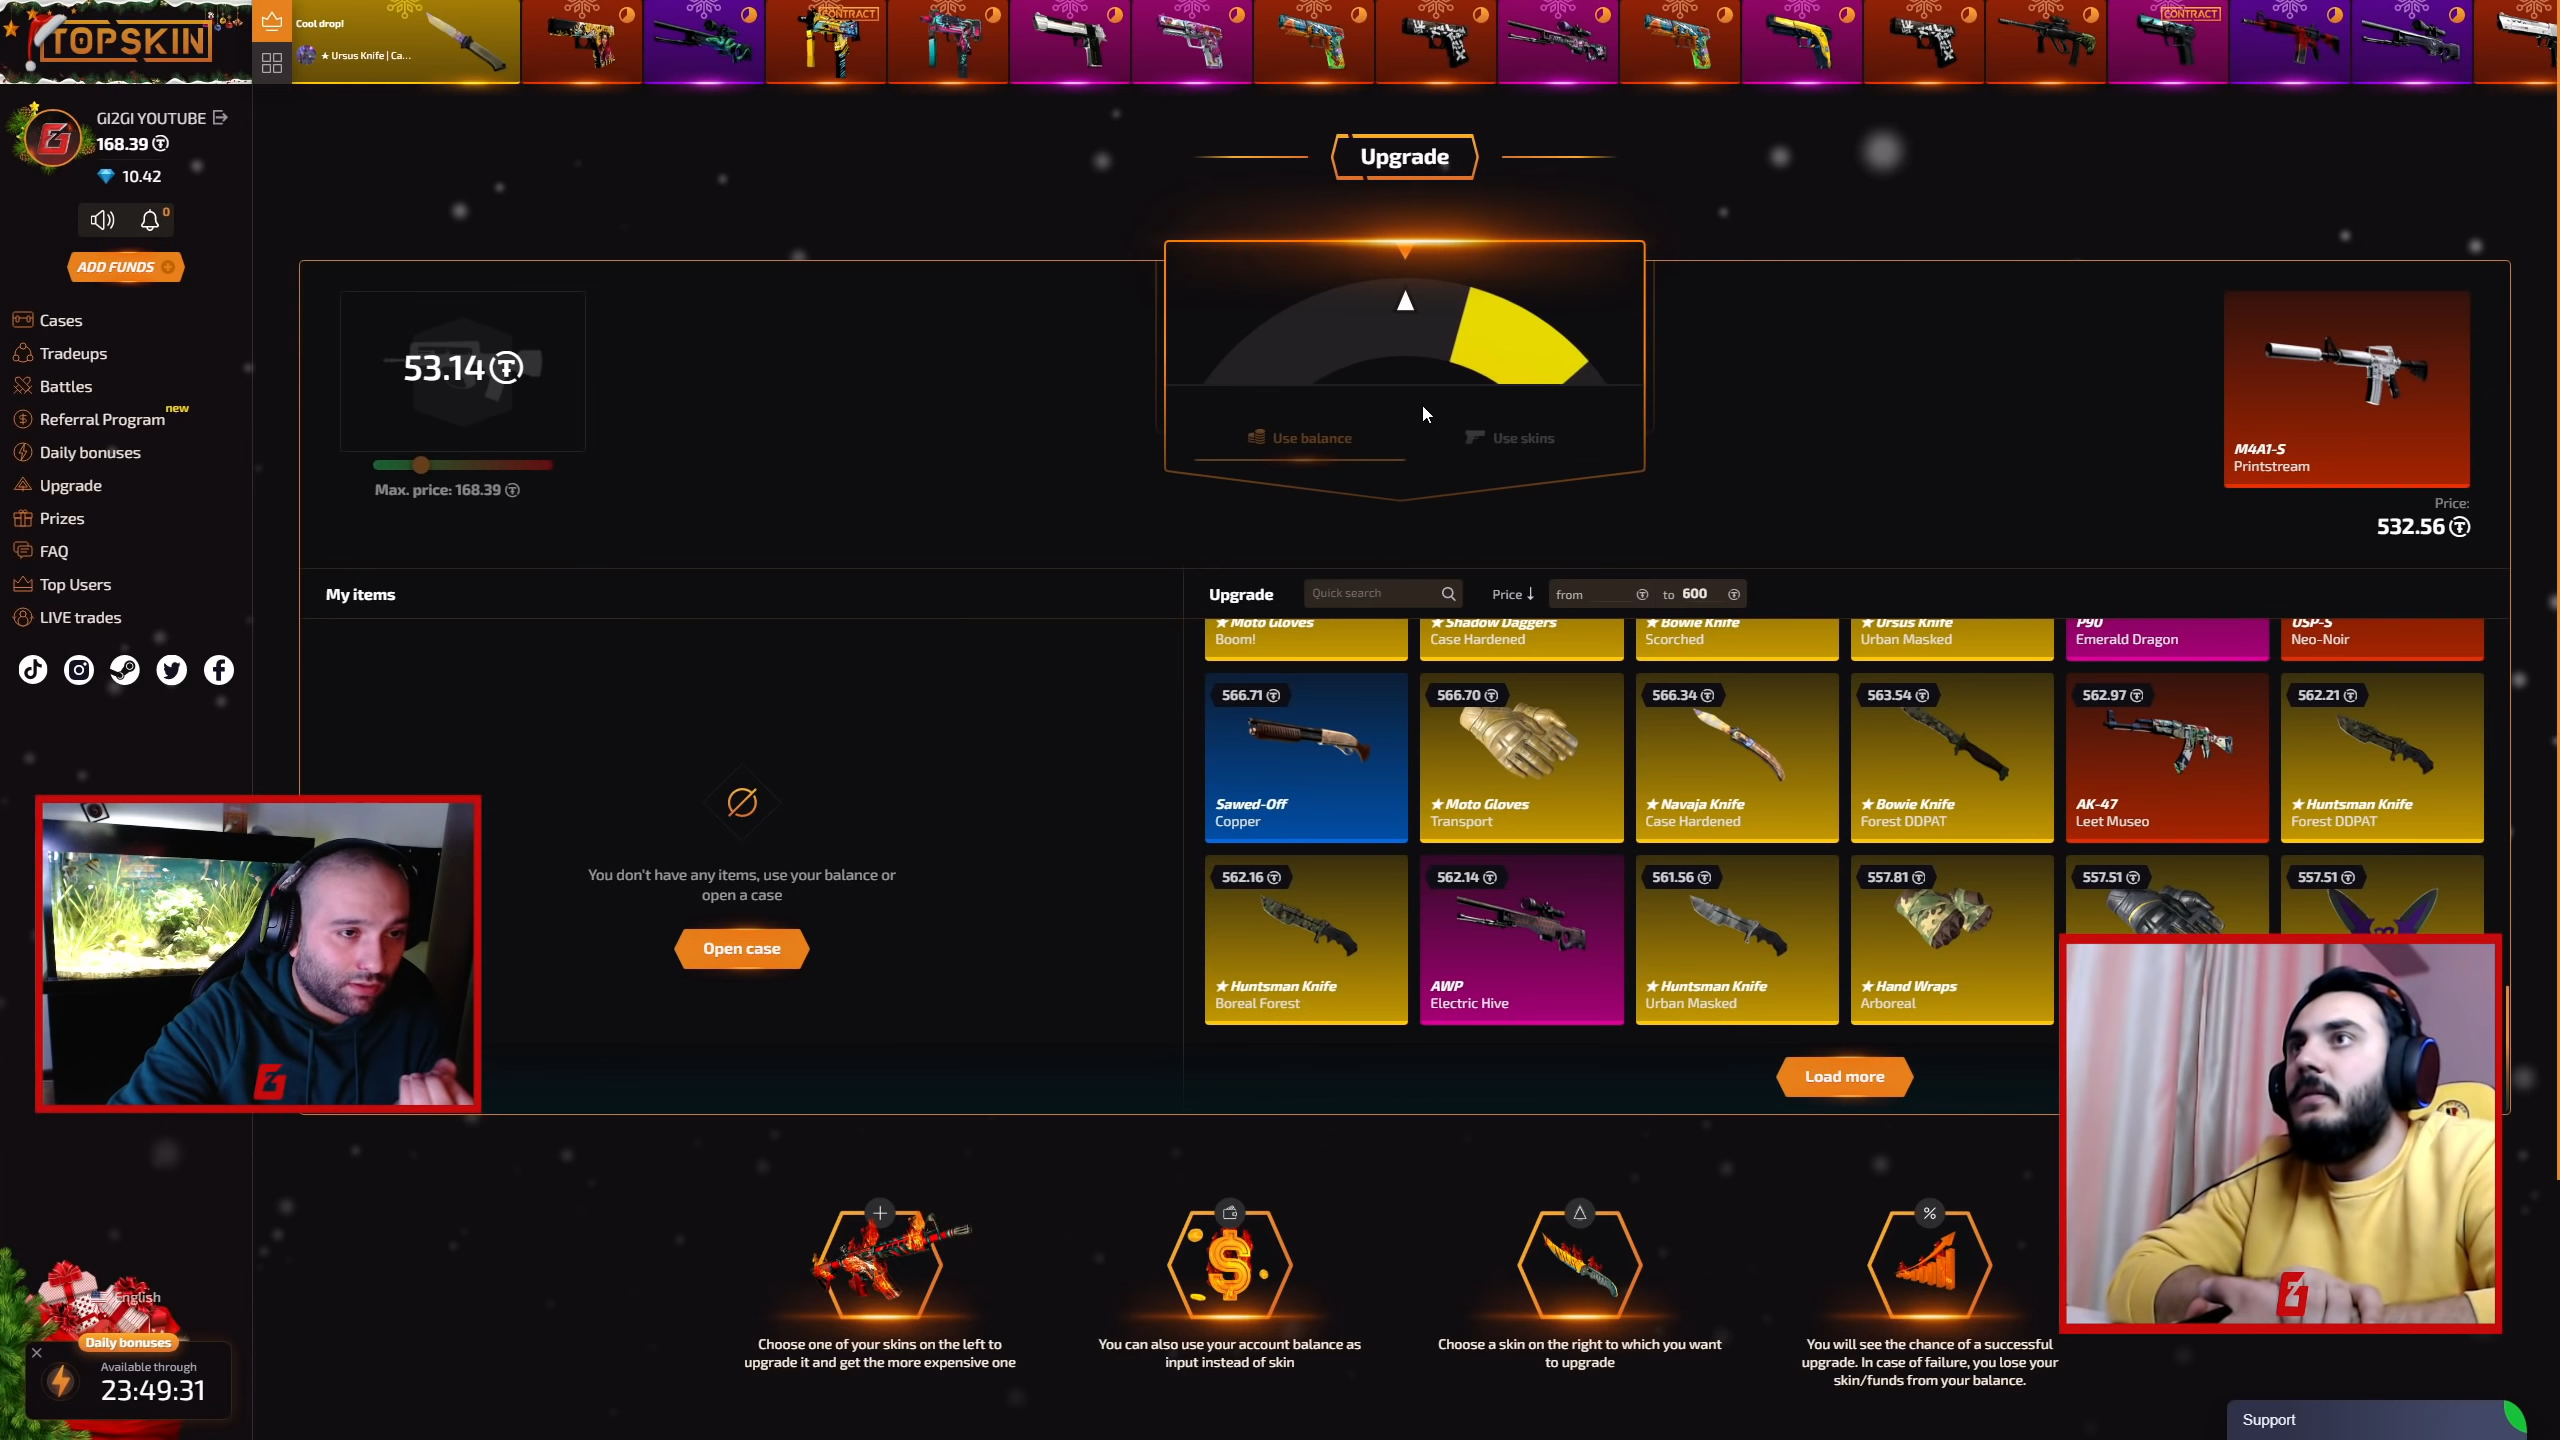 TOPSKIN
Cool drop!
★ Ursus Knife | Ca...
CONTRACT
CONTRACT
GI2GI YOUTUBE
168.39
10.42
0
ADD FUNDS
Cases
Tradeups
Battles
Referral Program new
Daily bonuses
Upgrade
Prizes
FAQ
Top Users
LIVE trades
Upgrade
53.14
Max. price: 168.39
Use balance
Use skins
M4A1-S
Printstream
Price:
532.56
My items
Upgrade
Quick search
Price ↓
from
to 600
★ Moto Gloves
Boom!
★ Shadow Daggers
Case Hardened
★ Bowie Knife
Scorched
★ Ursus Knife
Urban Masked
P90
Emerald Dragon
USP-S
Neo-Noir
566.71
Sawed-Off
Copper
566.70
★ Moto Gloves
Transport
566.34
★ Navaja Knife
Case Hardened
563.54
★ Bowie Knife
Forest DDPAT
562.97
AK-47
Leet Museo
562.21
★ Huntsman Knife
Forest DDPAT
562.16
★ Huntsman Knife
Boreal Forest
562.14
AWP
Electric Hive
561.56
★ Huntsman Knife
Urban Masked
557.81
★ Hand Wraps
Arboreal
557.51
557.51
You don't have any items, use your balance or
open a case
Open case
Load more
Choose one of your skins on the left to
upgrade it and get the more expensive one
You can also use your account balance as
input instead of skin
Choose a skin on the right to which you want
to upgrade
You will see the chance of a successful
upgrade. In case of failure, you lose your
skin/funds from your balance.
English
Daily bonuses
Available through
23:49:31
Support